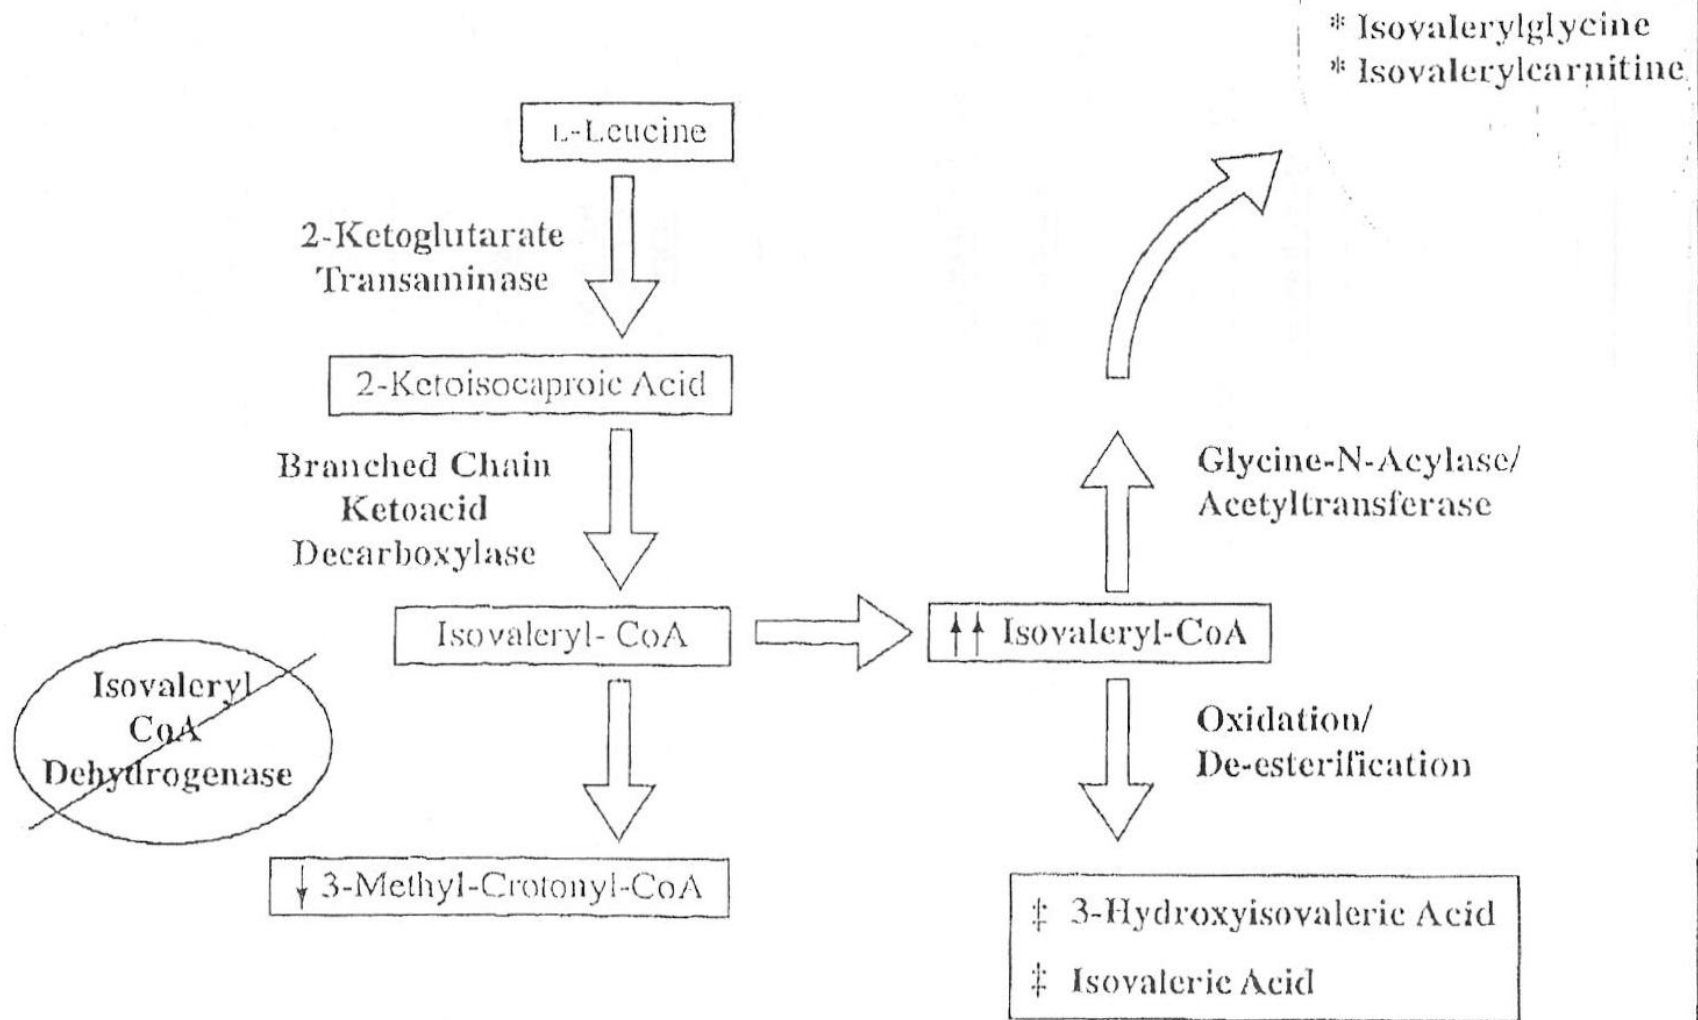 * Isovalerylglycine
* Isovalerylcarnitine
L-Leucine
2-Ketoglutarate
Transaminase
2-Ketoisocaproic Acid
Branched Chain
Ketoacid
Decarboxylase
Glycine-N-Acylase/
Acetyltransferase
Isovaleryl- CoA
↑↑ Isovaleryl-CoA
Isovaleryl
CoA
Dehydrogenase
Oxidation/
De-esterification
↓ 3-Methyl-Crotonyl-CoA
‡ 3-Hydroxyisovaleric Acid
‡ Isovaleric Acid